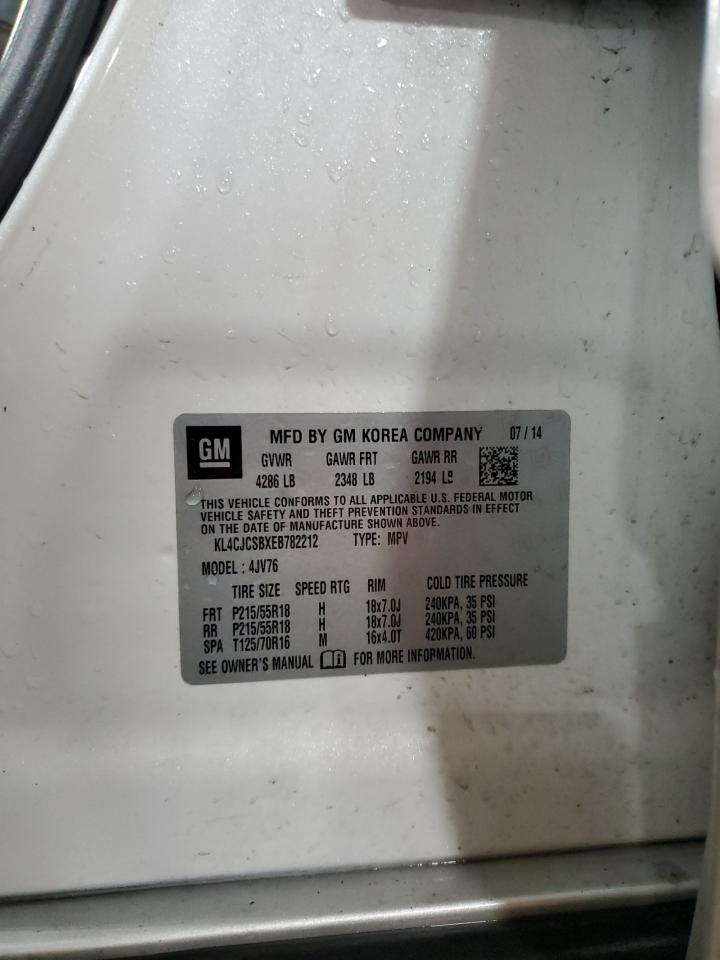 GM MFD BY GM KOREA COMPANY 07 / 14
GVWR GAWR FRT GAWR RR
4286 LB 2348 LB 2194 LB
THIS VEHICLE CONFORMS TO ALL APPLICABLE U.S. FEDERAL MOTOR
VEHICLE SAFETY AND THEFT PREVENTION STANDARDS IN EFFECT
ON THE DATE OF MANUFACTURE SHOWN ABOVE.
KL4CJCSBXEB782212 TYPE: MPV
MODEL : 4JV76
TIRE SIZE SPEED RTG RIM COLD TIRE PRESSURE
FRT P215/55R18 H 18x7.0J 240KPA, 35 PSI
RR P215/55R18 H 18x7.0J 240KPA, 35 PSI
SPA T125/70R16 M 16x4.0T 420KPA, 60 PSI
SEE OWNER'S MANUAL FOR MORE INFORMATION.